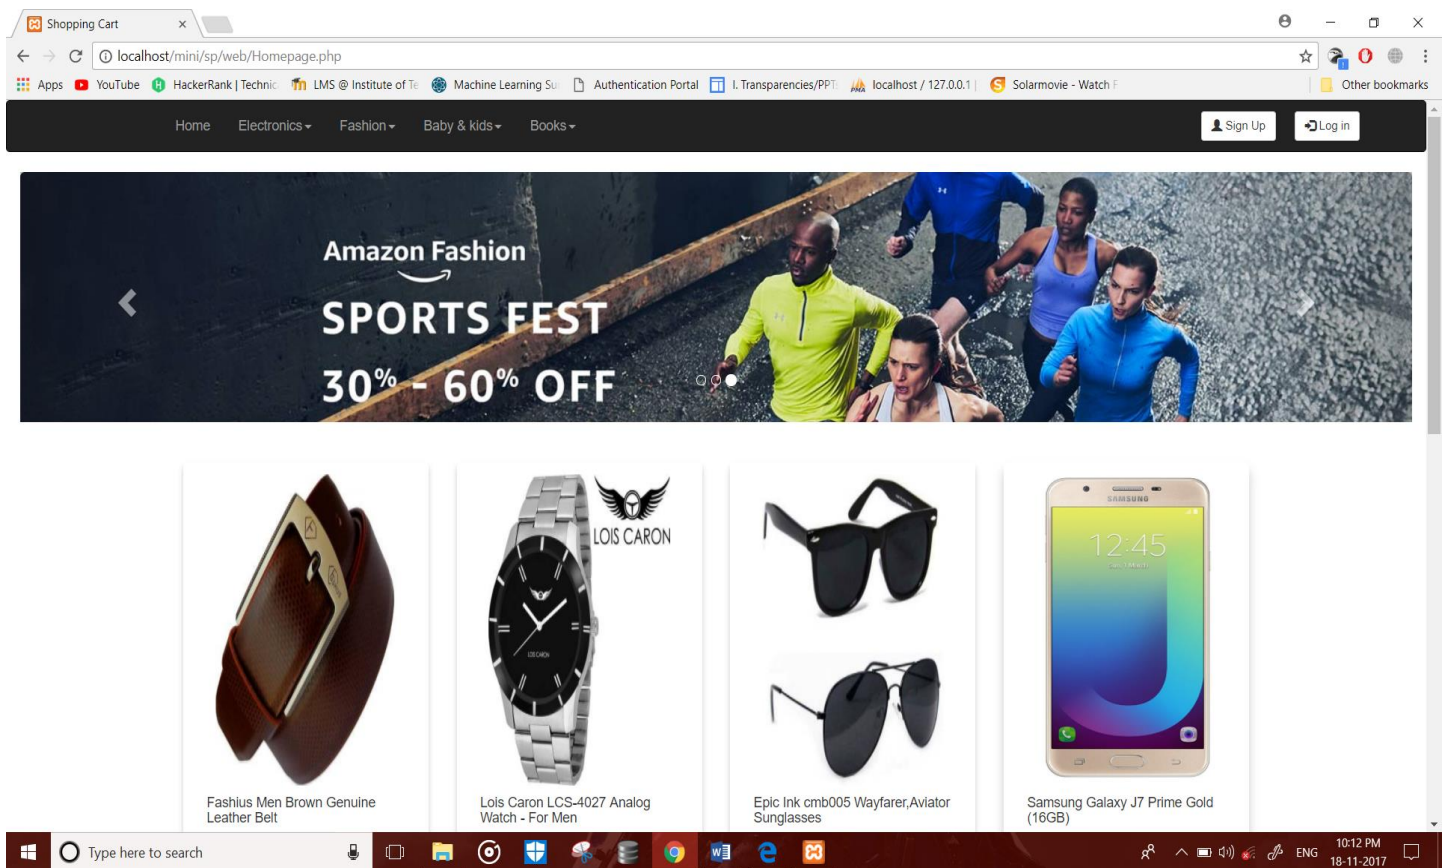 Shopping Cart
localhost/mini/sp/web/Homepage.php
Apps YouTube HackerRank | Technic LMS @ Institute of Te Machine Learning Su Authentication Portal I. Transparencies/PPTs localhost / 127.0.0.1 | Solarmovie - Watch F Other bookmarks
Home Electronics Fashion Baby & kids Books Sign Up Log in
Amazon Fashion
SPORTS FEST
30% - 60% OFF
LOIS CARON
LOIS CARON
SAMSUNG
12:45
Fashius Men Brown Genuine
Leather Belt
Lois Caron LCS-4027 Analog
Watch - For Men
Epic Ink cmb005 Wayfarer,Aviator
Sunglasses
Samsung Galaxy J7 Prime Gold
(16GB)
Type here to search
ENG
10:12 PM
18-11-2017